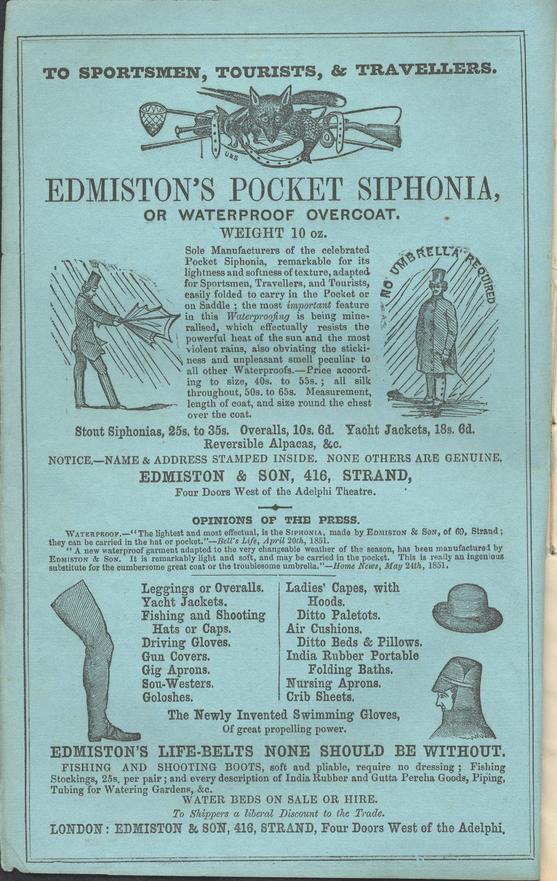 TO SPORTSMEN, TOURISTS, & TRAVELLERS.
EDMISTON'S POCKET SIPHONIA,
OR WATERPROOF OVERCOAT.
WEIGHT 10 oz.
Sole Manufacturers of the celebrated
Pocket Siphonia, remarkable for its
lightness and softness of texture, adapted
for Sportsmen, Travellers, and Tourists,
easily folded to carry in the Pocket or
on Saddle; the most important feature
in this Waterproofing is being mine-
ralised, which effectually resists the
powerful heat of the sun and the most
violent rains, also obviating the sticki-
ness and unpleasant smell peculiar to
all other Waterproofs.—Price accord-
ing to size, 40s. to 55s.; all silk
throughout, 50s. to 65s. Measurement,
length of coat, and size round the chest
over the coat.
NO UMBRELLA REQUIRED
Stout Siphonias, 25s. to 35s. Overalls, 10s. 6d. Yacht Jackets, 18s. 6d.
Reversible Alpacas, &c.
NOTICE.—NAME & ADDRESS STAMPED INSIDE. NONE OTHERS ARE GENUINE.
EDMISTON & SON, 416, STRAND,
Four Doors West of the Adelphi Theatre.
OPINIONS OF THE PRESS.
WATERPROOF.—"The lightest and most effectual, is the SIPHONIA, made by EDMISTON & SON, of 69, Strand;
they can be carried in the hat or pocket."—Bell's Life, April 20th, 1851.
"A new waterproof garment adapted to the very changeable weather of the season, has been manufactured by
EDMISTON & SON. It is remarkably light and soft, and may be carried in the pocket. This is really an ingenious
substitute for the cumbersome great coat or the troublesome umbrella."—Home News, May 24th, 1851.
Leggings or Overalls.
Yacht Jackets.
Fishing and Shooting
Hats or Caps.
Driving Gloves.
Gun Covers.
Gig Aprons.
Sou-Westers.
Goloshes.
Ladies' Capes, with
Hoods.
Ditto Paletots.
Air Cushions.
Ditto Beds & Pillows.
India Rubber Portable
Folding Baths.
Nursing Aprons.
Crib Sheets.
The Newly Invented Swimming Gloves,
Of great propelling power.
EDMISTON'S LIFE-BELTS NONE SHOULD BE WITHOUT.
FISHING AND SHOOTING BOOTS, soft and pliable, require no dressing; Fishing
Stockings, 25s. per pair; and every description of India Rubber and Gutta Percha Goods, Piping,
Tubing for Watering Gardens, &c.
WATER BEDS ON SALE OR HIRE.
To Shippers a liberal Discount to the Trade.
LONDON: EDMISTON & SON, 416, STRAND, Four Doors West of the Adelphi.